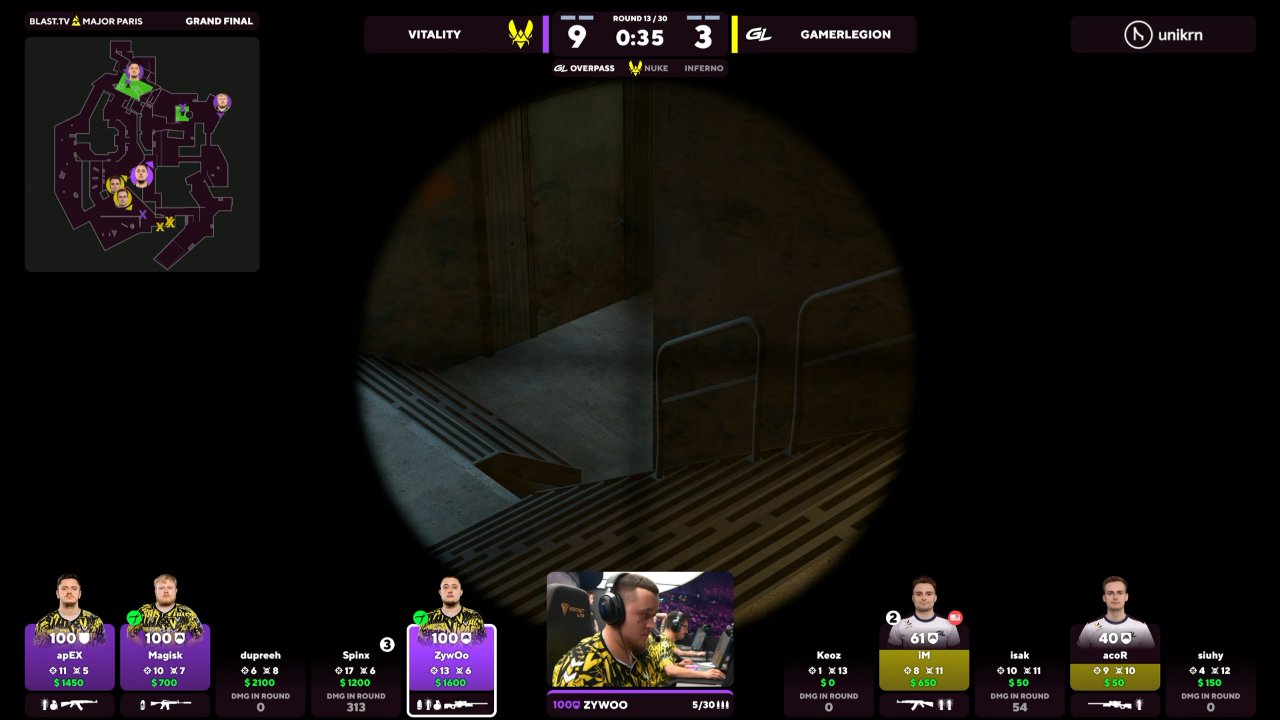 BLAST.TV MAJOR PARIS GRAND FINAL
VITALITY 9 ROUND 13 / 30 0:35 3 GL GAMERLEGION
unikrn
GL OVERPASS NUKE INFERNO
100 apEX 11 5 $ 1450
100 Magisk 10 7 $ 700
dupreeh 6 8 $ 2100 DMG IN ROUND 0
3 Spinx 17 6 $ 1200 DMG IN ROUND 313
100 ZywOo 13 6 $ 1600
100 ZYWOO 5/30
Keoz 1 13 $ 0 DMG IN ROUND 0
2 61 iM 8 11 $ 650
isak 10 11 $ 50 DMG IN ROUND 54
40 acoR 9 10 $ 50
siuhy 4 12 $ 150 DMG IN ROUND 0